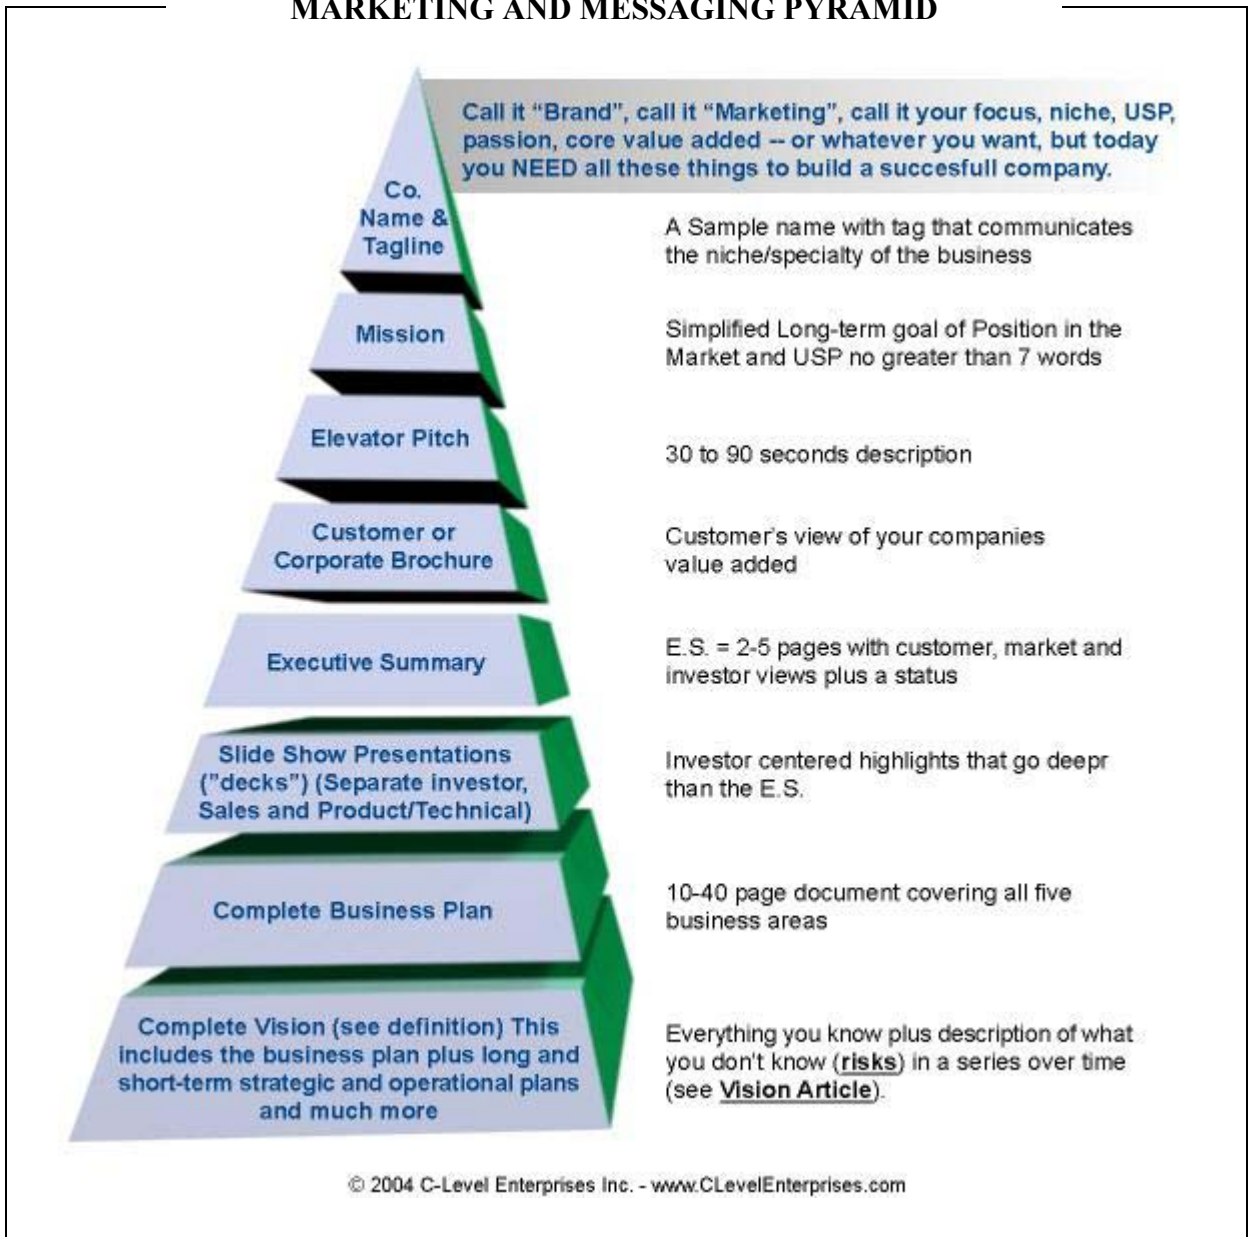 MARKETING AND MESSAGING PYRAMID
Call it “Brand”, call it “Marketing”, call it your focus, niche, USP,
passion, core value added -- or whatever you want, but today
you NEED all these things to build a succesfull company.
Co.
Name &
Tagline
A Sample name with tag that communicates
the niche/specialty of the business
Mission
Simplified Long-term goal of Position in the
Market and USP no greater than 7 words
Elevator Pitch
30 to 90 seconds description
Customer or
Corporate Brochure
Customer's view of your companies
value added
Executive Summary
E.S. = 2-5 pages with customer, market and
investor views plus a status
Slide Show Presentations
("decks”) (Separate investor,
Sales and Product/Technical)
Investor centered highlights that go deepr
than the E.S.
Complete Business Plan
10-40 page document covering all five
business areas
Complete Vision (see definition) This
includes the business plan plus long and
short-term strategic and operational plans
and much more
Everything you know plus description of what
you don't know (risks) in a series over time
(see Vision Article).
© 2004 C-Level Enterprises Inc. - www.CLevelEnterprises.com